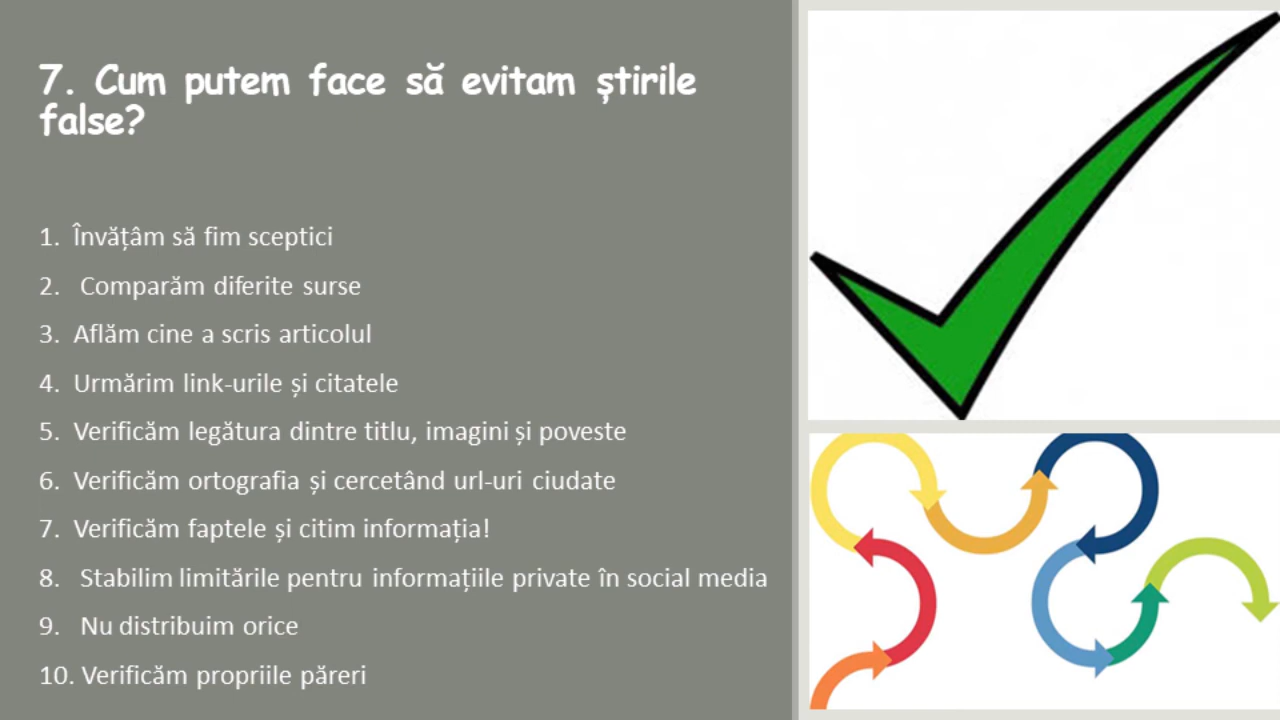 7. Cum putem face să evitam știrile
false?
1. Învățâm să fim sceptici
2. Comparăm diferite surse
3. Aflăm cine a scris articolul
4. Urmărim link-urile și citatele
5. Verificăm legătura dintre titlu, imagini și poveste
6. Verificăm ortografia și cercetând url-uri ciudate
7. Verificăm faptele și citim informația!
8. Stabilim limitările pentru informațiile private în social media
9. Nu distribuim orice
10. Verificăm propriile păreri